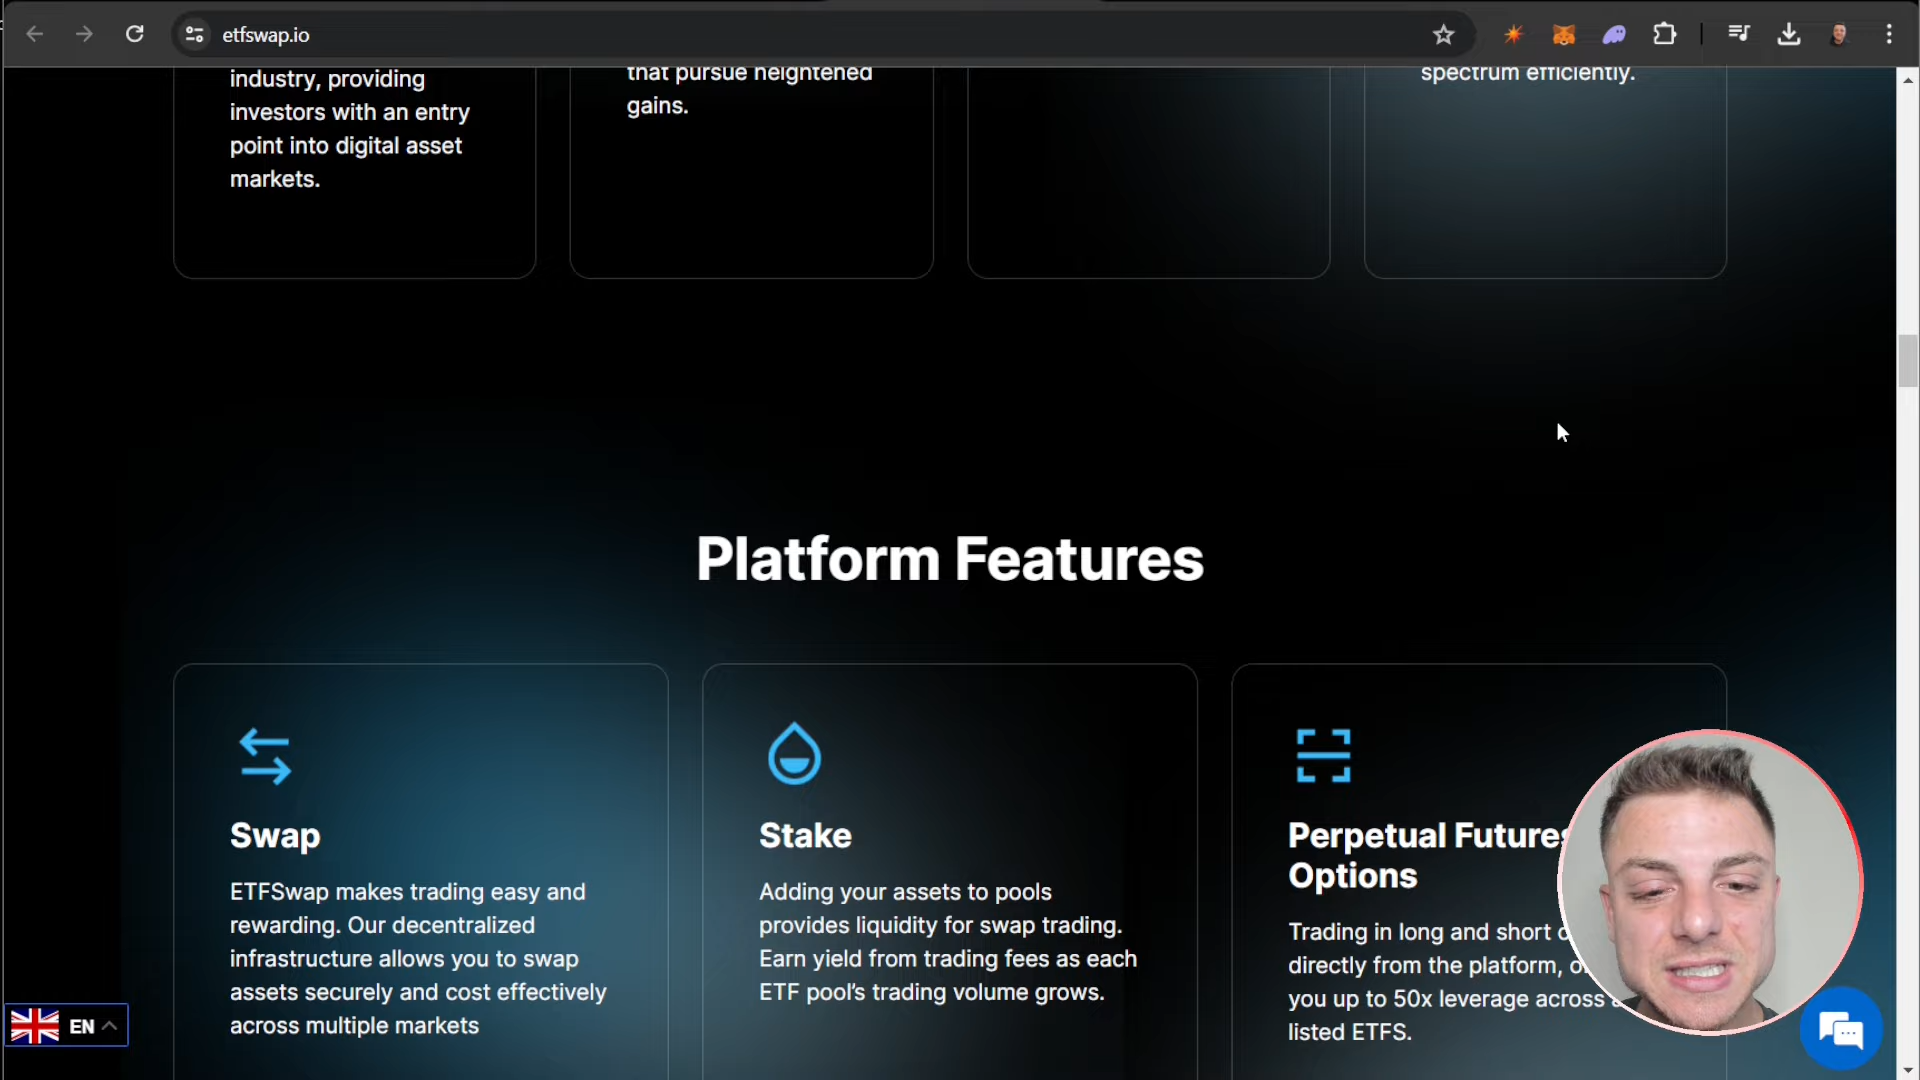 etfswap.io
industry, providing
investors with an entry
point into digital asset
markets.
that pursue heightened
gains.
spectrum efficiently.
Platform Features
Swap
ETFSwap makes trading easy and
rewarding. Our decentralized
infrastructure allows you to swap
assets securely and cost effectively
across multiple markets
Stake
Adding your assets to pools
provides liquidity for swap trading.
Earn yield from trading fees as each
ETF pool's trading volume grows.
Perpetual Futures
Options
Trading in long and short
directly from the platform,
you up to 50x leverage across
listed ETFS.
EN